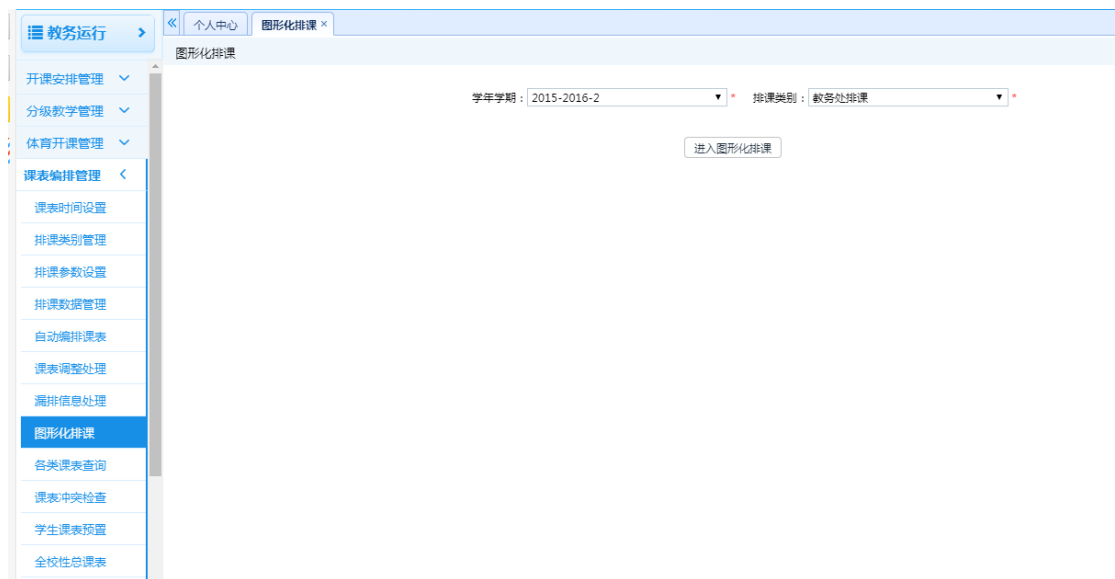 教务运行
个人中心 图形化排课 ×
图形化排课
开课安排管理
分级教学管理
体育开课管理
课表编排管理
课表时间设置
排课类别管理
排课参数设置
排课数据管理
自动编排课表
课表调整处理
漏排信息处理
图形化排课
各类课表查询
课表冲突检查
学生课表预置
全校性总课表
学年学期：2015-2016-2 * 排课类别：教务处排课 *
进入图形化排课